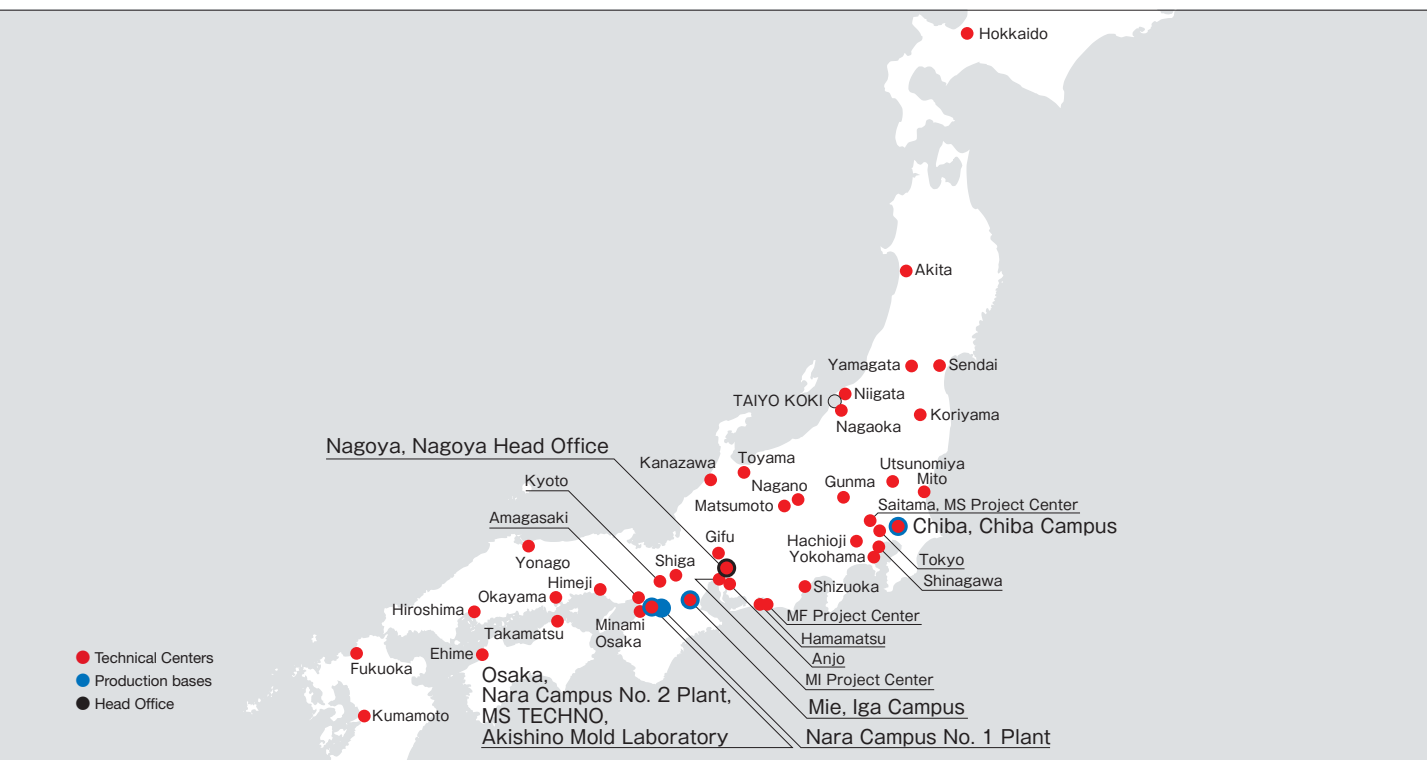 Hokkaido
Akita
Yamagata
Sendai
Niigata
TAIYO KOKI
Koriyama
Nagaoka
Nagoya, Nagoya Head Office
Kanazawa
Toyama
Utsunomiya
Kyoto
Nagano
Gunma
Mito
Matsumoto
Saitama, MS Project Center
Amagasaki
Chiba, Chiba Campus
Gifu
Hachioji
Yokohama
Tokyo
Yonago
Shiga
Shinagawa
Himeji
Shizuoka
Okayama
Hiroshima
MF Project Center
Takamatsu
Minami
Osaka
Hamamatsu
Ehime
Anjo
Technical Centers
Fukuoka
Production bases
MI Project Center
Head Office
Osaka,
Nara Campus No. 2 Plant,
MS TECHNO,
Akishino Mold Laboratory
Mie, Iga Campus
Kumamoto
Nara Campus No. 1 Plant